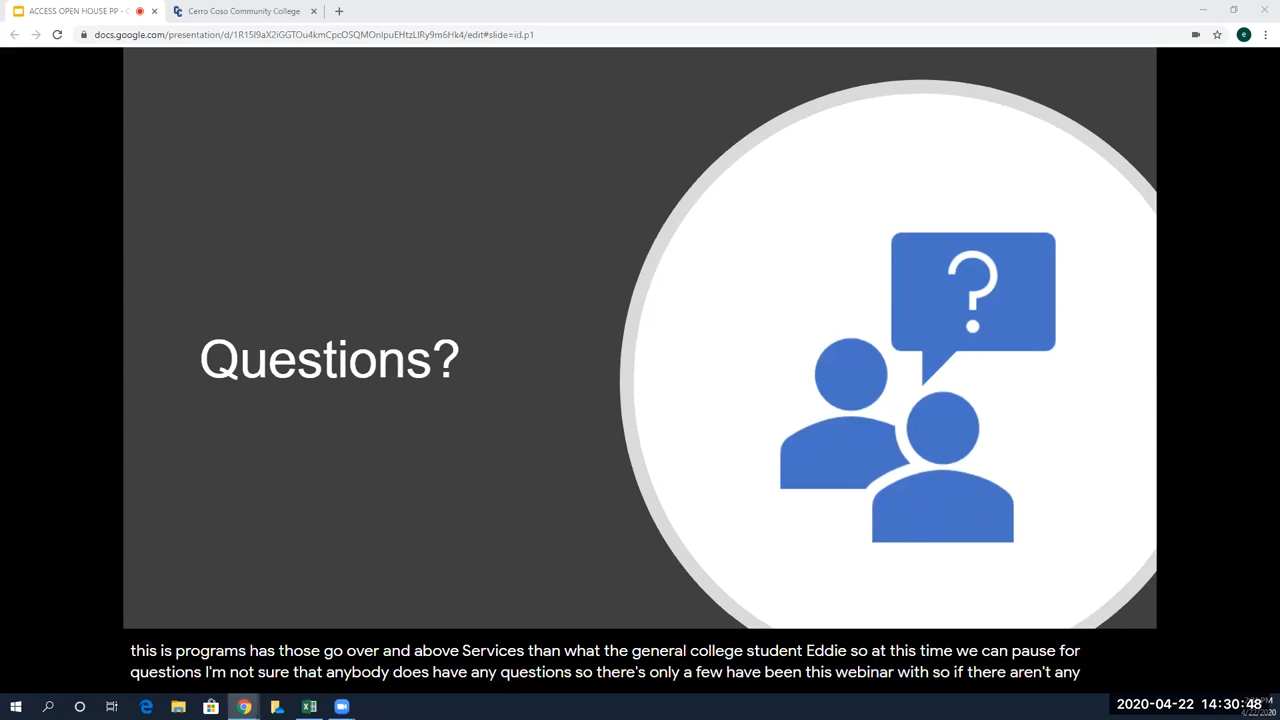 ACCESS OPEN HOUSE PP - 
Cerro Coso Community College
docs.google.com/presentation/d/1R15I9aX2iGGTOu4kmCpcOSQMOnIpuEHtzLIRy9m6Hk4/edit#slide=id.p1
e
?
Questions?
this is programs has those go over and above Services than what the general college student Eddie so at this time we can pause for
questions I'm not sure that anybody does have any questions so there's only a few have been this webinar with so if there aren't any
2020-04-22 14:30:48